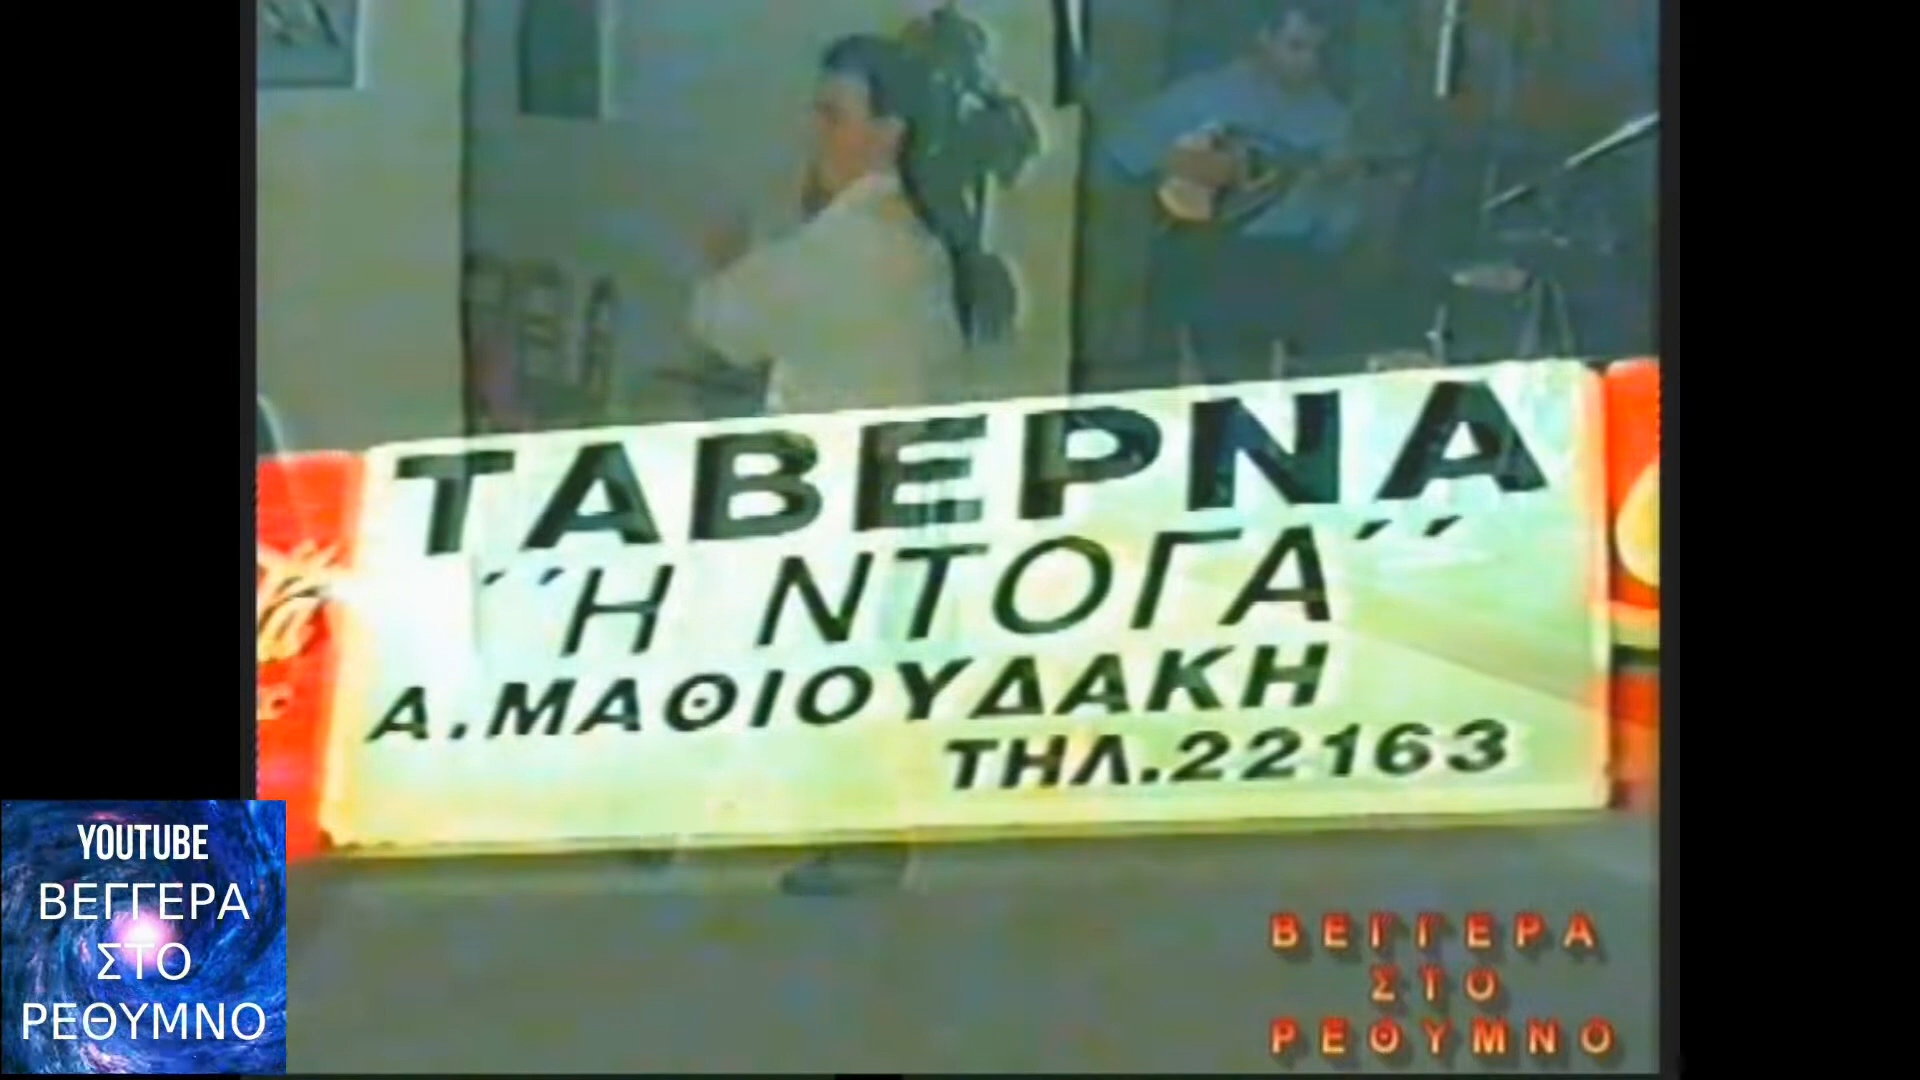 ΤΑΒΕΡΝΑ
΄΄Η ΝΤΟΓΑ΄΄
Α.ΜΑΘΙΟΥΔΑΚΗ
ΤΗΛ.22163
YOUTUBE
ΒΕΓΓΕΡΑ
ΣΤΟ
ΡΕΘΥΜΝΟ
ΒΕΓΓΕΡΑ
ΣΤΟ
ΡΕΘΥΜΝΟ